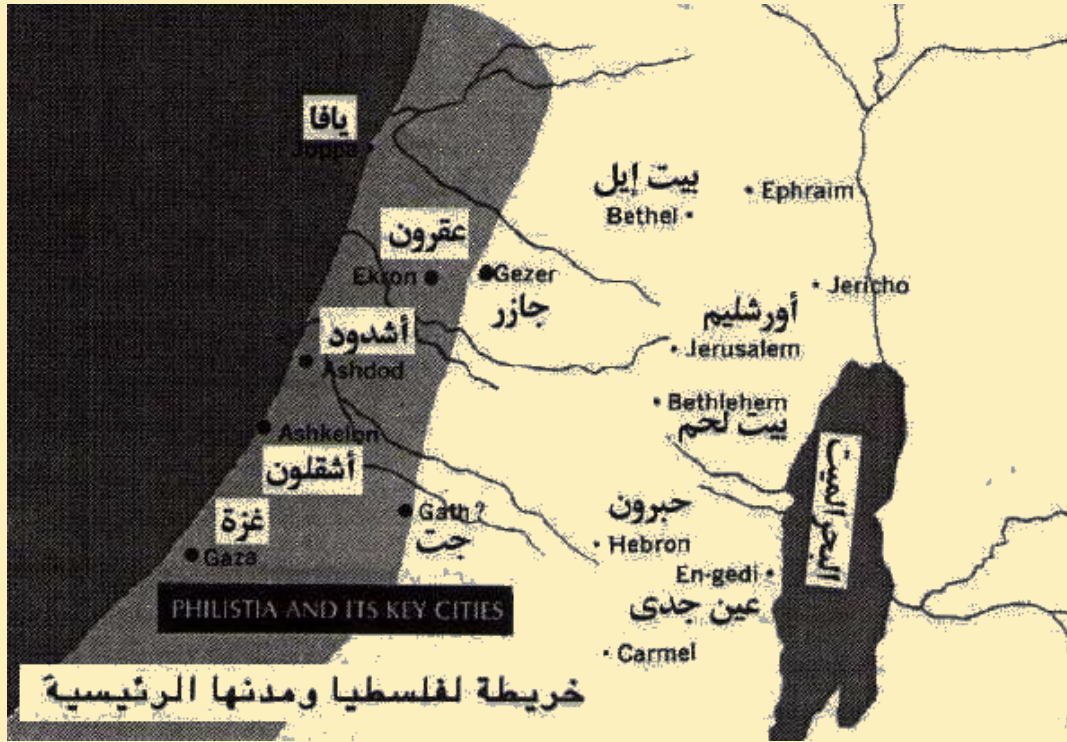 يافا
Joppa
بيت إيل
Bethel
Ephraim
عقرون
Ekron
Gezer
جازر
Jericho
أورشليم
Jerusalem
أشدود
Ashdod
Bethlehem
بيت لحم
Ashkelon
أشقلون
البحر الميت
غزة
Gaza
Gath?
جت
حبرون
Hebron
En-gedi
عين جدى
PHILISTIA AND ITS KEY CITIES
Carmel
خريطة لفلسطيا ومدنها الرئيسية